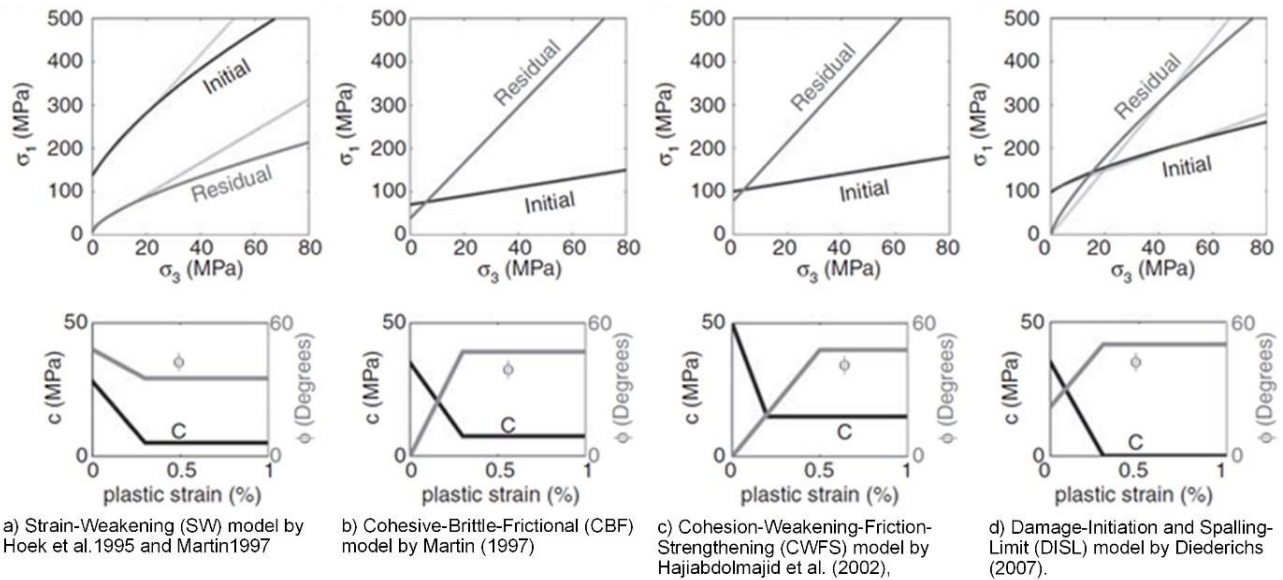 500
400
300
200
100
0
σ1 (MPa)
Initial
Residual
0 20 40 60 80
σ3 (MPa)
500
400
300
200
100
0
σ1 (MPa)
Residual
Initial
0 20 40 60 80
σ3 (MPa)
500
400
300
200
100
0
σ1 (MPa)
Residual
Initial
0 20 40 60 80
σ3 (MPa)
500
400
300
200
100
0
σ1 (MPa)
Residual
Initial
0 20 40 60 80
σ3 (MPa)
50
0
c (MPa)
ϕ
C
60
0
ϕ (Degrees)
0 0.5 1
plastic strain (%)
50
0
c (MPa)
ϕ
C
60
0
ϕ (Degrees)
0 0.5 1
plastic strain (%)
50
0
c (MPa)
ϕ
C
60
0
ϕ (Degrees)
0 0.5 1
plastic strain (%)
50
0
c (MPa)
ϕ
C
60
0
ϕ (Degrees)
0 0.5 1
plastic strain (%)
a) Strain-Weakening (SW) model by
Hoek et al.1995 and Martin1997
b) Cohesive-Brittle-Frictional (CBF)
model by Martin (1997)
c) Cohesion-Weakening-Friction-
Strengthening (CWFS) model by
Hajiabdolmajid et al. (2002),
d) Damage-Initiation and Spalling-
Limit (DISL) model by Diederichs
(2007).